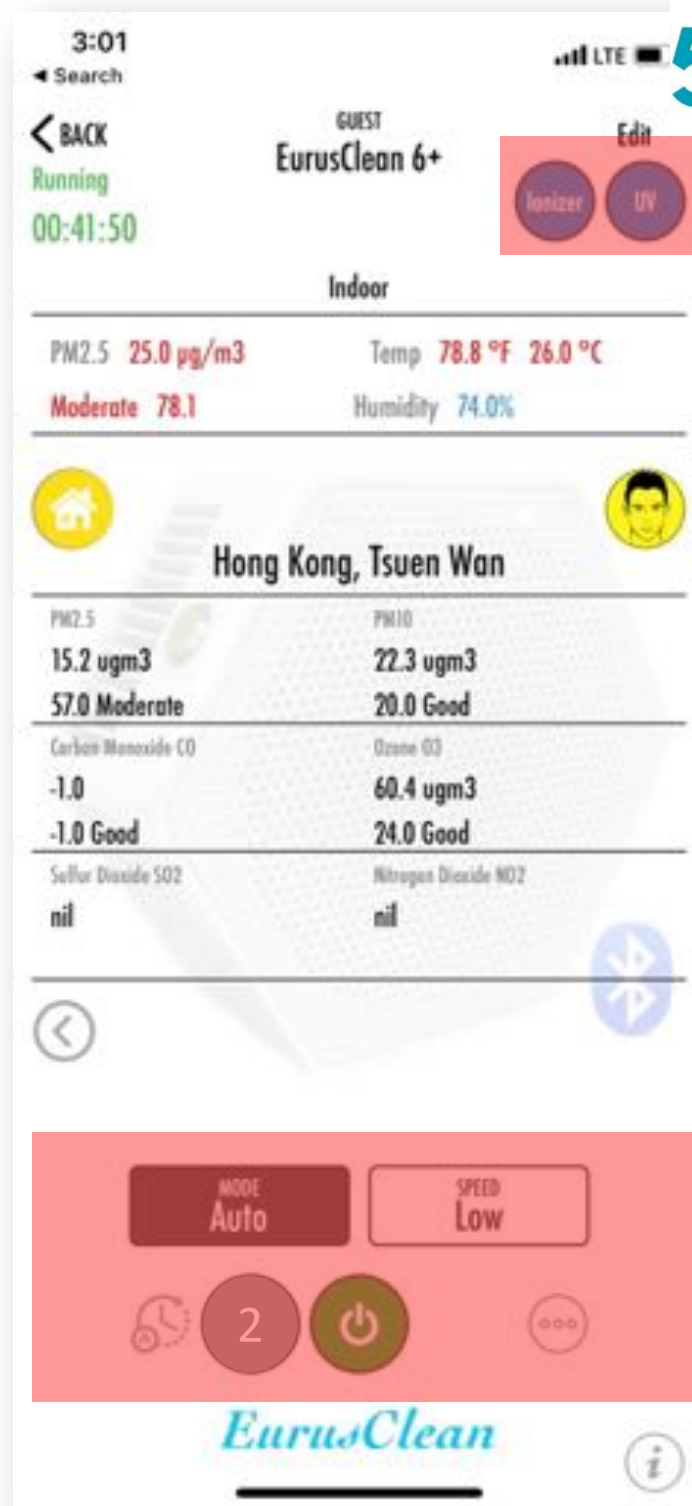 3:01
LTE
◀ Search
BACK
GUEST
EurusClean 6+
Edit
Running
00:41:50
Ionizer
UV
Indoor
PM2.5 25.0 µg/m3
Temp 78.8 °F 26.0 °C
Moderate 78.1
Humidity 74.0%
Hong Kong, Tsuen Wan
PM2.5
PM10
15.2 ugm3
22.3 ugm3
57.0 Moderate
20.0 Good
Carbon Monoxide CO
Ozone O3
-1.0
60.4 ugm3
-1.0 Good
24.0 Good
Sulfur Dioxide SO2
Nitrogen Dioxide NO2
nil
nil
MODE
Auto
SPEED
Low
A
2
EurusClean
i